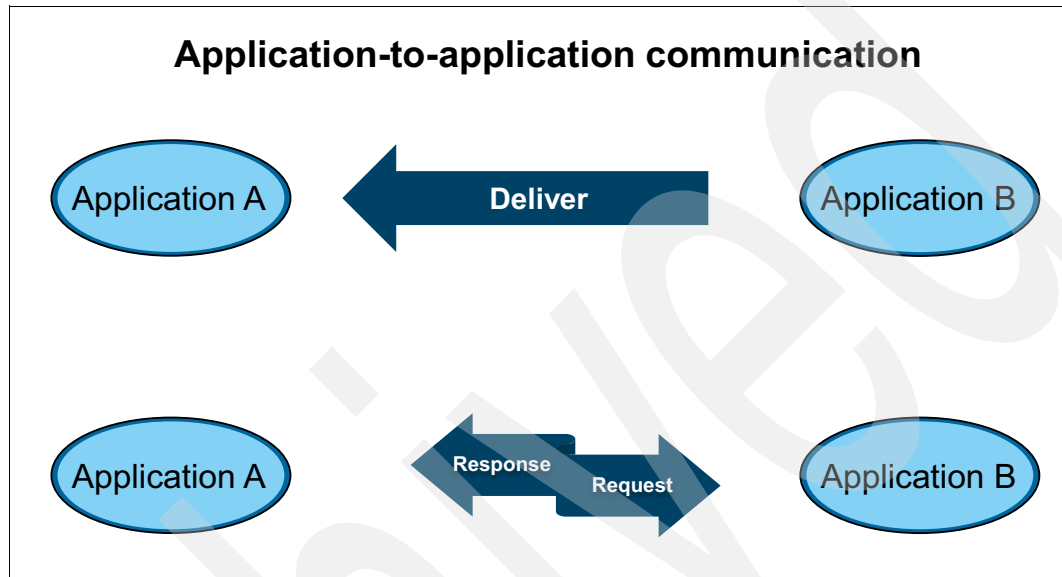 Application-to-application communication
Application A
Deliver
Application B
Application A
Response
Request
Application B